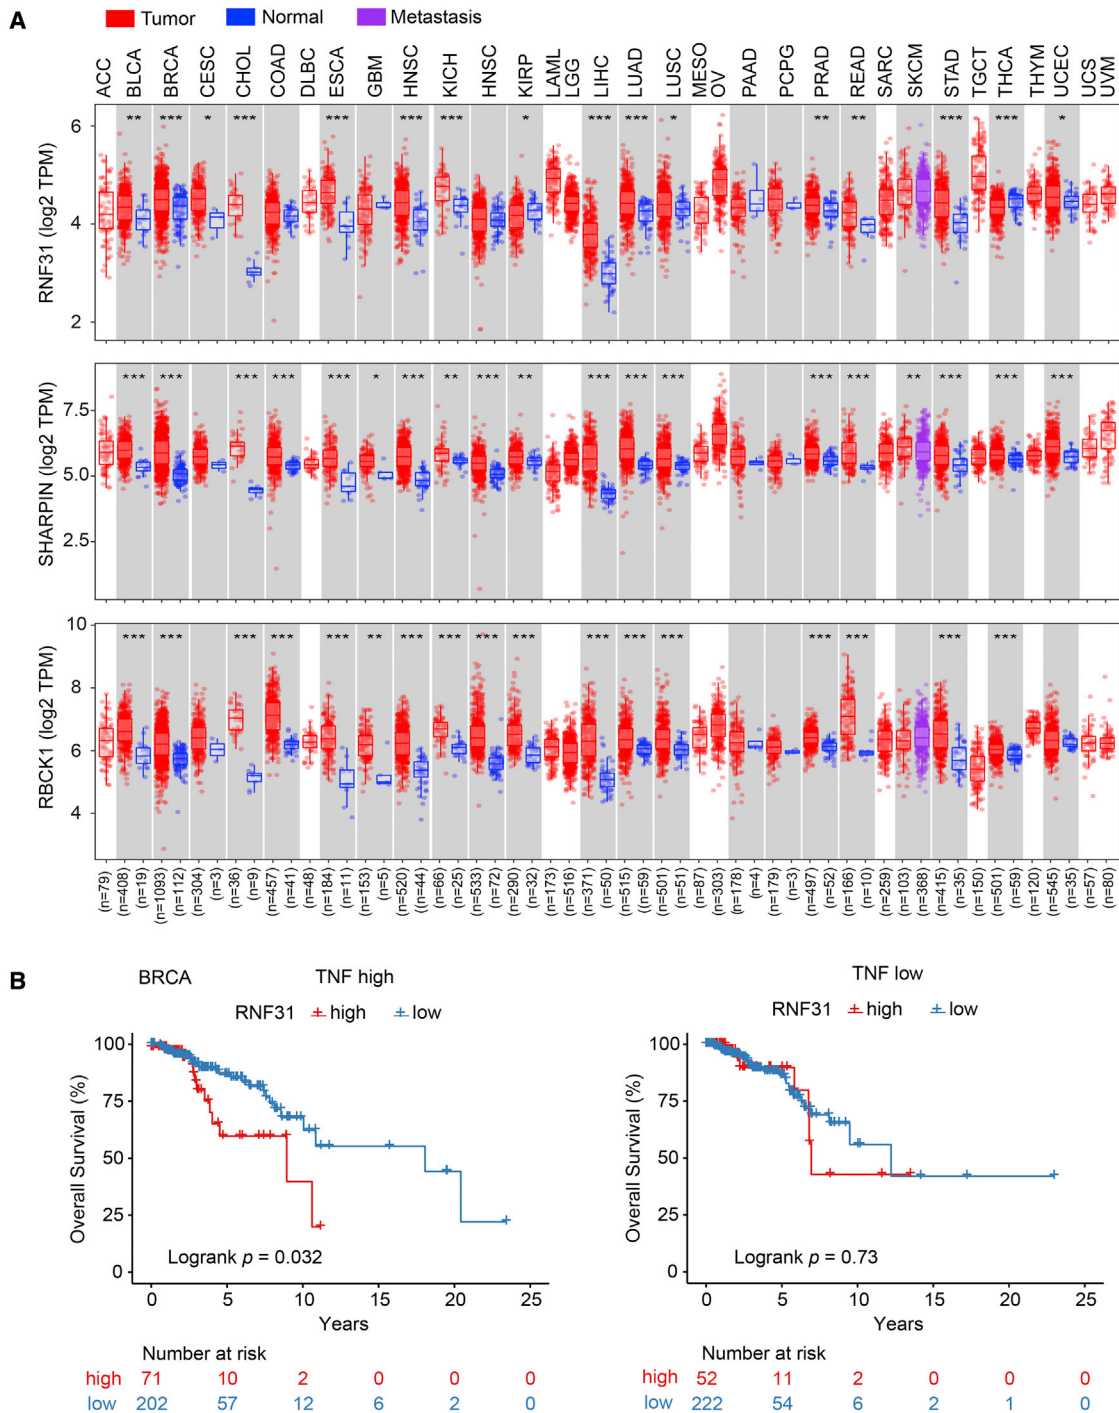 A
Tumor Normal Metastasis
ACC BLCA BRCA CESC CHOL COAD DLBC ESCA GBM HNSC KICH HNSC KIRP LAML LGG LIHC LUAD LUSC MESO OV PAAD PCPG PRAD READ SARC SKCM STAD TGCT THCA THYM UCEC UCS UVM
** *** * *** *** *** *** * *** *** * ** ** *** *** *
RNF31 (log2 TPM)
6
4
2
*** *** *** *** *** * *** ** *** ** *** *** *** *** *** ** *** *** ***
SHARPIN (log2 TPM)
7.5
5.0
2.5
*** *** *** *** *** ** *** *** *** *** *** *** *** *** *** *** ***
RBCK1 (log2 TPM)
10
8
6
4
(n=79) (n=408) (n=19) (n=1093) (n=112) (n=304) (n=3) (n=36) (n=9) (n=457) (n=41) (n=48) (n=184) (n=11) (n=153) (n=5) (n=520) ((n=44) (n=66) (n=25) (n=533) (n=72) (n=290) (n=32) (n=173) (n=516) (n=371) (n=50) (n=515) ((n=59) (n=501) (n=51) (n=87) (n=303) (n=178) (n=4) (n=179) (n=3) (n=497) (n=52) (n=166) (n=10) (n=259) (n=103) (n=368) (n=415) (n=35) (n=150) (n=501) (n=59) (n=120) (n=545) (n=35) (n=57) (n=80)
B
BRCA TNF high
RNF31 high low
Overall Survival (%)
100
75
50
25
0
Logrank p = 0.032
0 5 10 15 20 25
Years
Number at risk
high 71 10 2 0 0 0
low 202 57 12 6 2 0
TNF low
RNF31 high low
Overall Survival (%)
100
75
50
25
0
Logrank p = 0.73
0 5 10 15 20 25
Years
Number at risk
high 52 11 2 0 0 0
low 222 54 6 2 1 0